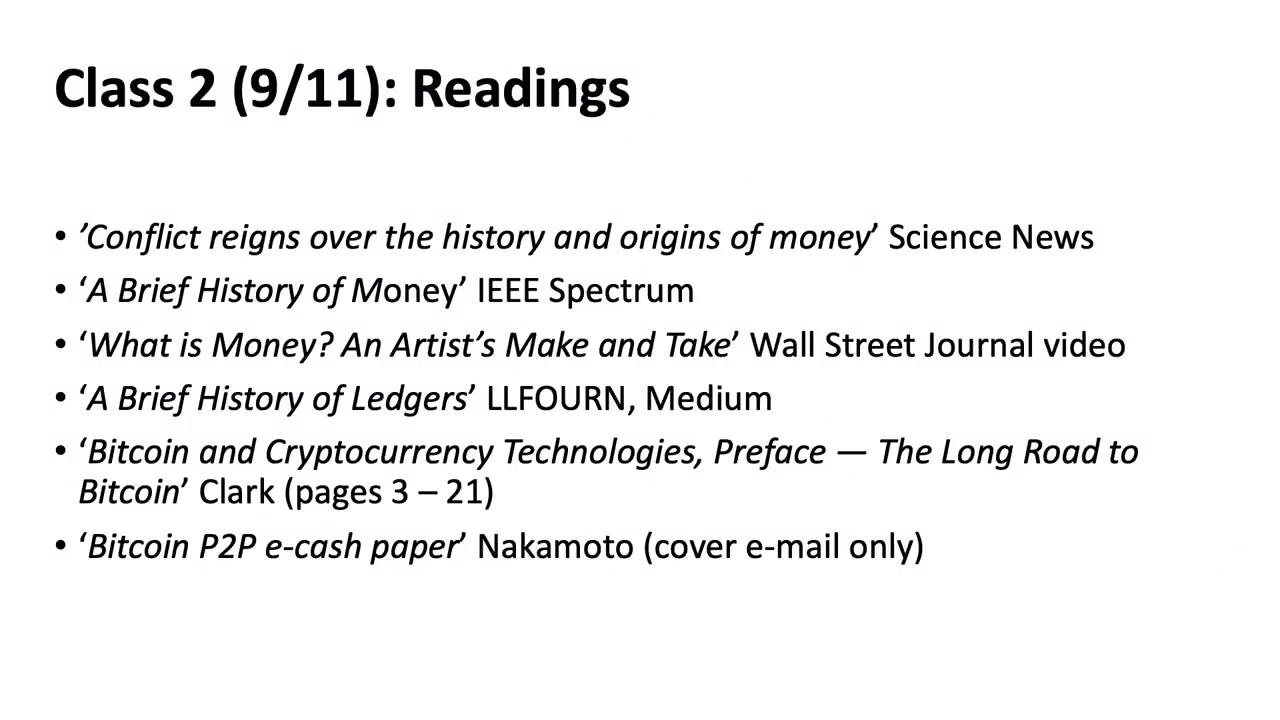 Class 2 (9/11): Readings
• ’Conflict reigns over the history and origins of money’ Science News
• ‘A Brief History of Money’ IEEE Spectrum
• ‘What is Money? An Artist’s Make and Take’ Wall Street Journal video
• ‘A Brief History of Ledgers’ LLFOURN, Medium
• ‘Bitcoin and Cryptocurrency Technologies, Preface — The Long Road to
Bitcoin’ Clark (pages 3 – 21)
• ‘Bitcoin P2P e-cash paper’ Nakamoto (cover e-mail only)